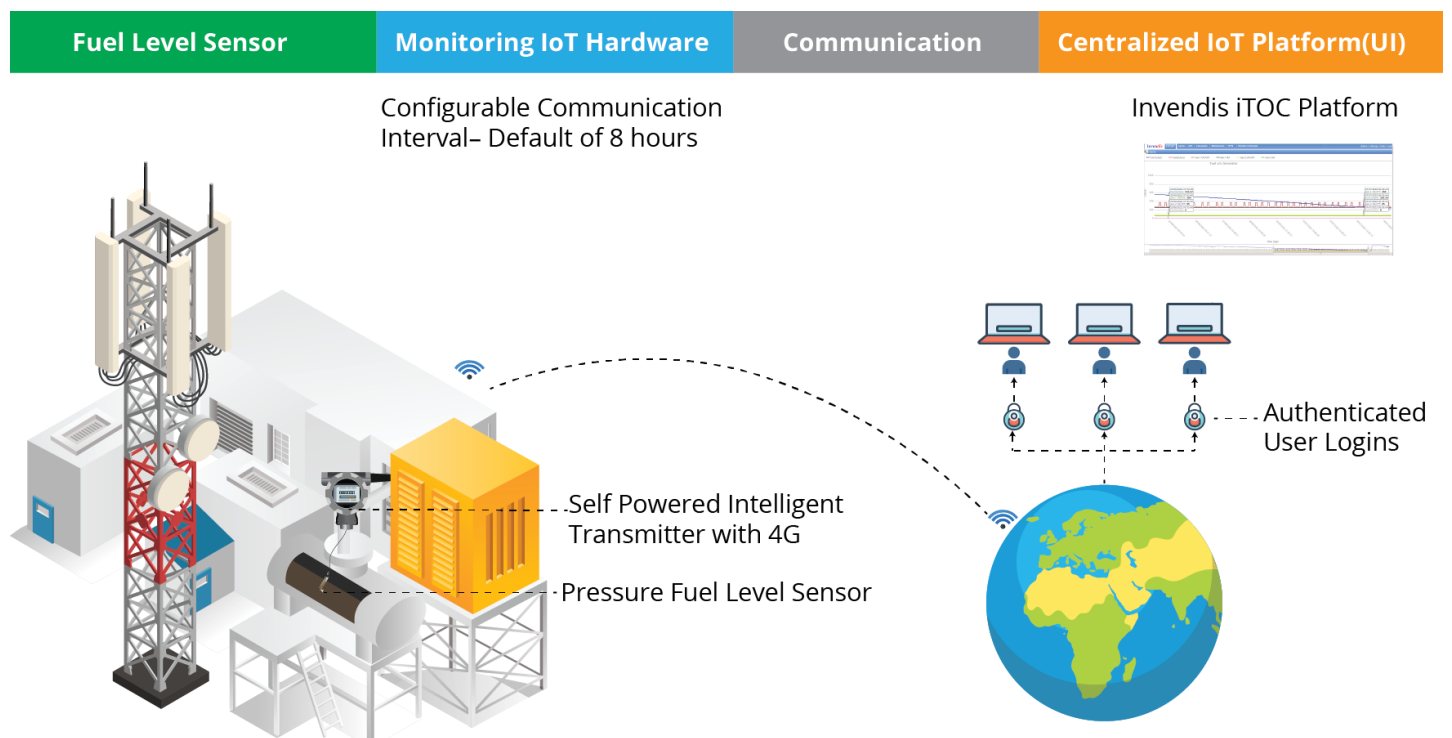 Fuel Level Sensor
Monitoring IoT Hardware
Communication
Centralized IoT Platform(UI)
Configurable Communication
Interval– Default of 8 hours
Invendis iTOC Platform
Authenticated
User Logins
Self Powered Intelligent
Transmitter with 4G
Pressure Fuel Level Sensor